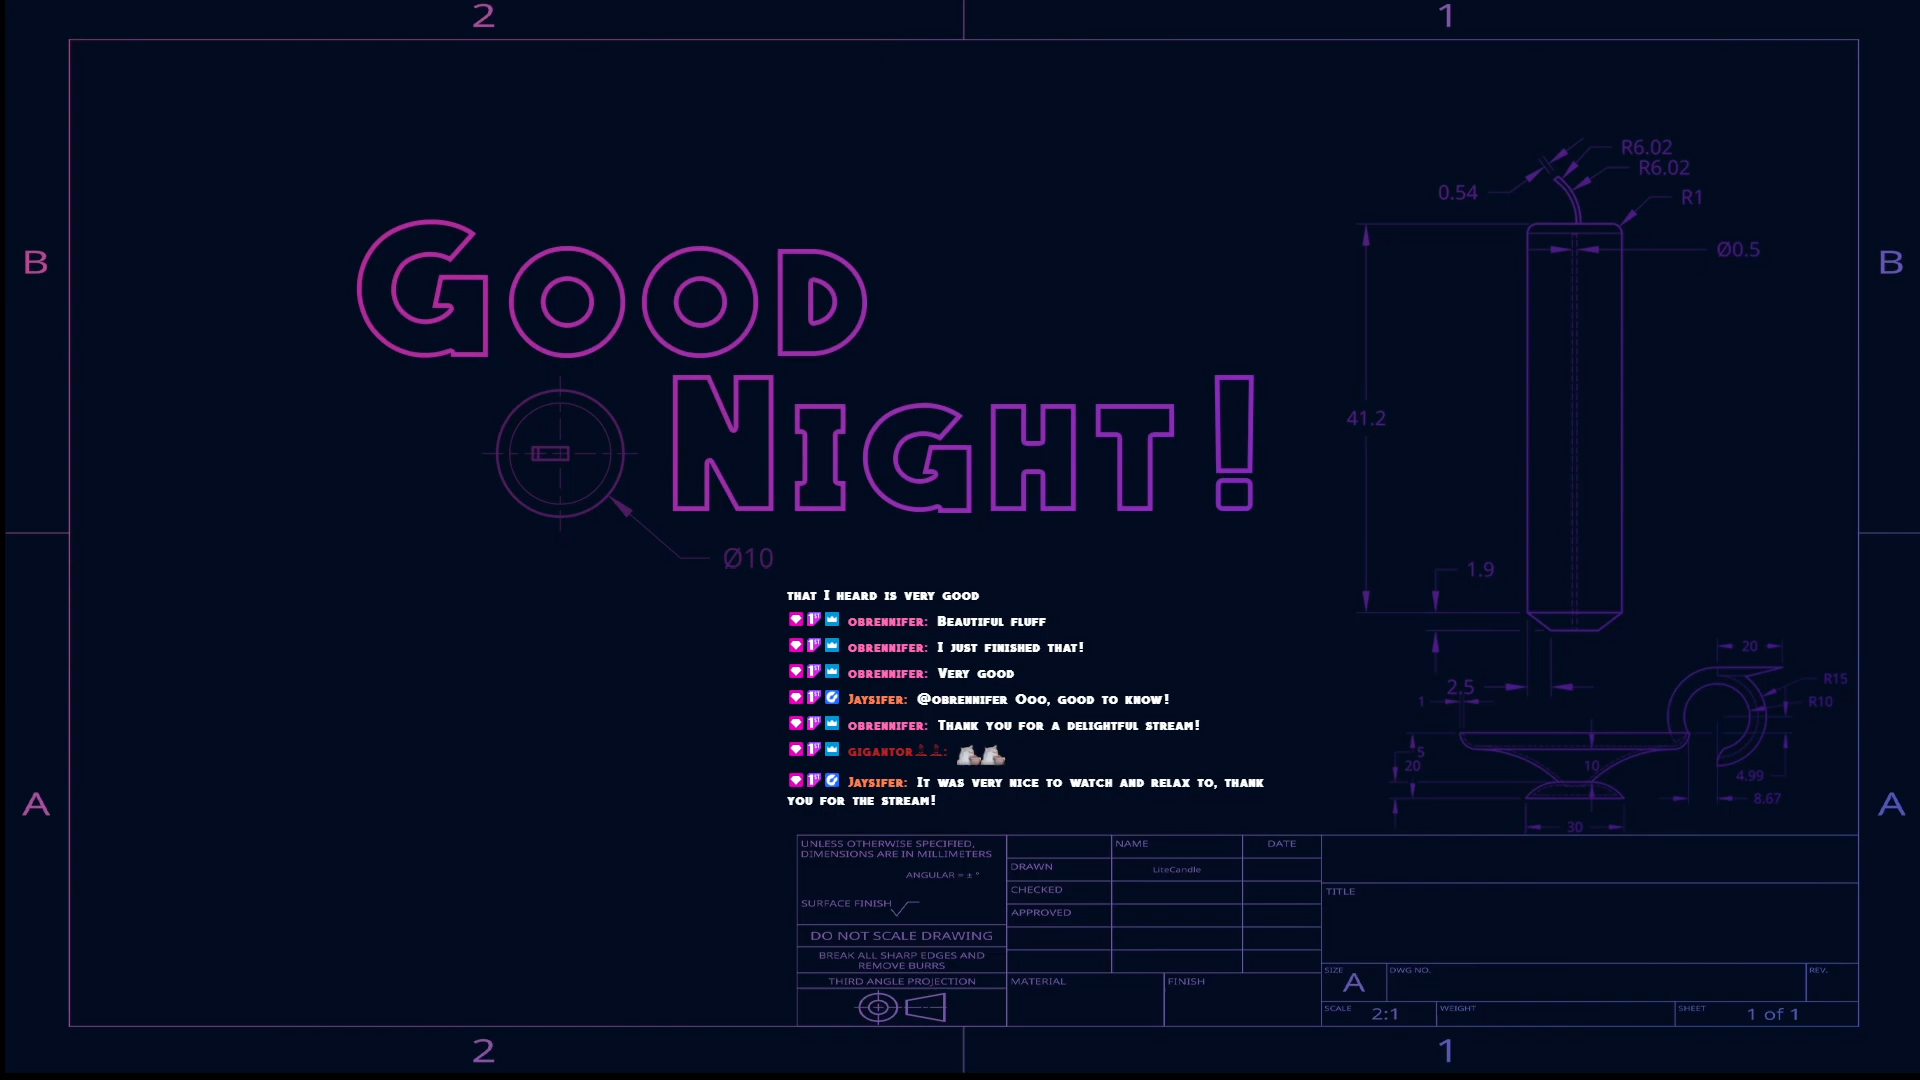 2
1
B
B
GOOD
NIGHT!
Ø10
0.54
R6.02
R6.02
R1
Ø0.5
41.2
1.9
2.5
1
20
R15
R10
5
20
10
4.99
8.67
30
THAT I HEARD IS VERY GOOD
OBRENNIFER: BEAUTIFUL FLUFF
OBRENNIFER: I JUST FINISHED THAT!
OBRENNIFER: VERY GOOD
JAYSIFER: @OBRENNIFER OOO, GOOD TO KNOW!
OBRENNIFER: THANK YOU FOR A DELIGHTFUL STREAM!
GIGANTOR:
JAYSIFER: IT WAS VERY NICE TO WATCH AND RELAX TO, THANK
YOU FOR THE STREAM!
A
A
UNLESS OTHERWISE SPECIFIED,
DIMENSIONS ARE IN MILLIMETERS
ANGULAR = ± °
SURFACE FINISH
DO NOT SCALE DRAWING
BREAK ALL SHARP EDGES AND
REMOVE BURRS
THIRD ANGLE PROJECTION
NAME
DATE
DRAWN
LiteCandle
CHECKED
APPROVED
MATERIAL
FINISH
TITLE
SIZE
A
DWG NO.
REV.
SCALE
2:1
WEIGHT
SHEET
1 of 1
2
1